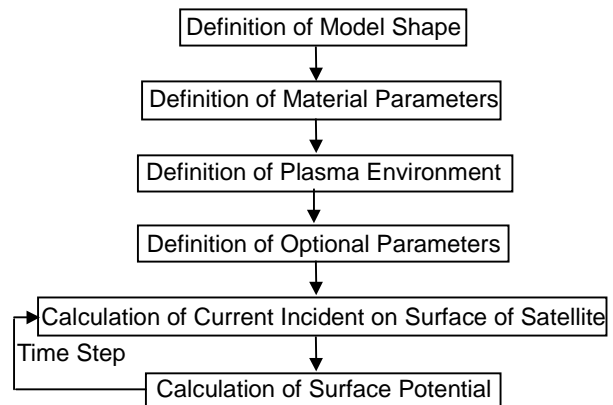 Definition of Model Shape
Definition of Material Parameters
Definition of Plasma Environment
Definition of Optional Parameters
Calculation of Current Incident on Surface of Satellite
Time Step
Calculation of Surface Potential